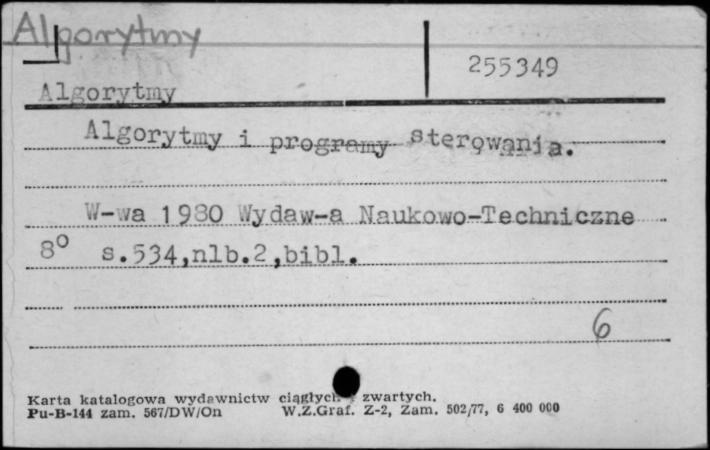 Algorytmy
255349
Algorytmy
Algorytmy i programy sterowania.
W-wa 1980 Wydaw-a Naukowo-Techniczne
8° s.534,nlb.2,bibl.
6
Karta katalogowa wydawnictw ciągłych i zwartych.
Pu-B-144 zam. 567/DW/On W.Z.Graf. Z-2, Zam. 502/77, 6 400 000